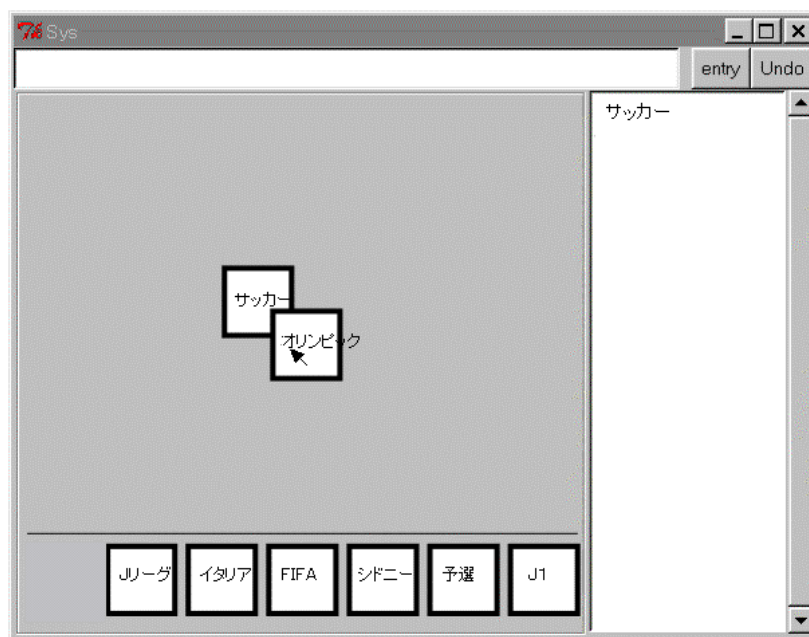 Sys
entry Undo
サッカー
サッカー
オリンピック
Jリーグ イタリア FIFA シドニー 予選 J1